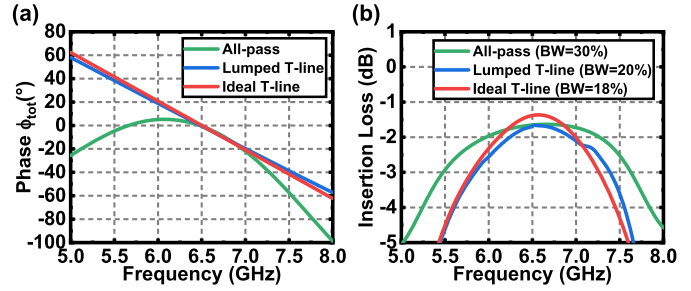 (a)
80
60
40
20
0
-20
-40
-60
-80
-100
Phase ϕtot(°)
All-pass
Lumped T-line
Ideal T-line
5.0 5.5 6.0 6.5 7.0 7.5 8.0
Frequency (GHz)
(b)
1
0
-1
-2
-3
-4
-5
Insertion Loss (dB)
All-pass (BW=30%)
Lumped T-line (BW=20%)
Ideal T-line (BW=18%)
5.0 5.5 6.0 6.5 7.0 7.5 8.0
Frequency (GHz)